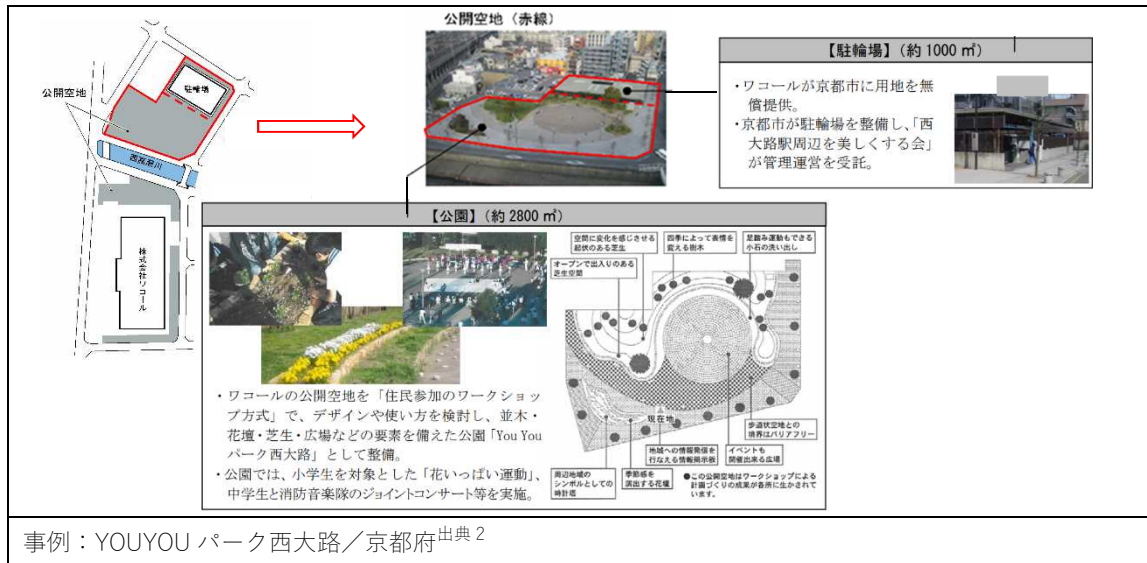 公開空地（赤線）
公開空地
駐輪場
西高瀬川
株式会社ワコール
【駐輪場】（約 1000 ㎡）
・ワコールが京都市に用地を無
償提供。
・京都市が駐輪場を整備し、「西
大路駅周辺を美しくする会」
が管理運営を受託。
【公園】（約 2800 ㎡）
・ワコールの公開空地を「住民参加のワークショッ
プ方式」で、デザインや使い方を検討し、並木・
花壇・芝生・広場などの要素を備えた公園「You You
パーク西大路」として整備。
・公園では、小学生を対象とした「花いっぱい運動」、
中学生と消防音楽隊のジョイントコンサート等を実施。
空間に変化を感じさせる
起伏のある芝生
四季によって表情を
変える樹木
足踏み運動もできる
小石の洗い出し
オープンで出入りのある
芝生空間
現在地
歩道状空地との
境界はバリアフリー
地域への情報発信を
行なえる情報掲示板
イベントも
開催出来る広場
周辺地域の
シンボルとしての
時計塔
季節感を
演出する花壇
●この公開空地はワークショップによる
計画づくりの成果が各所に生かされて
います。
事例：YOUYOU パーク西大路／京都府出典 2